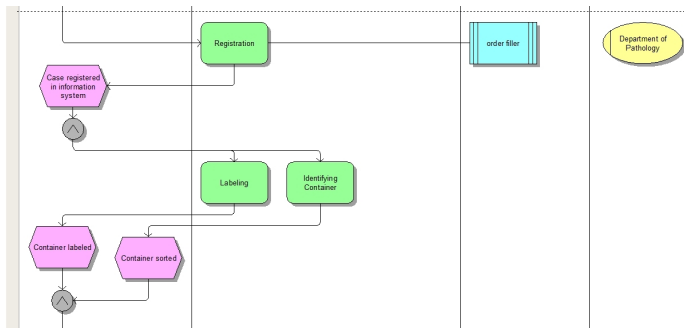 Registration
order filler
Department of
Pathology
Case registered
in information
system
Labeling
Identifying
Container
Container labeled
Container sorted